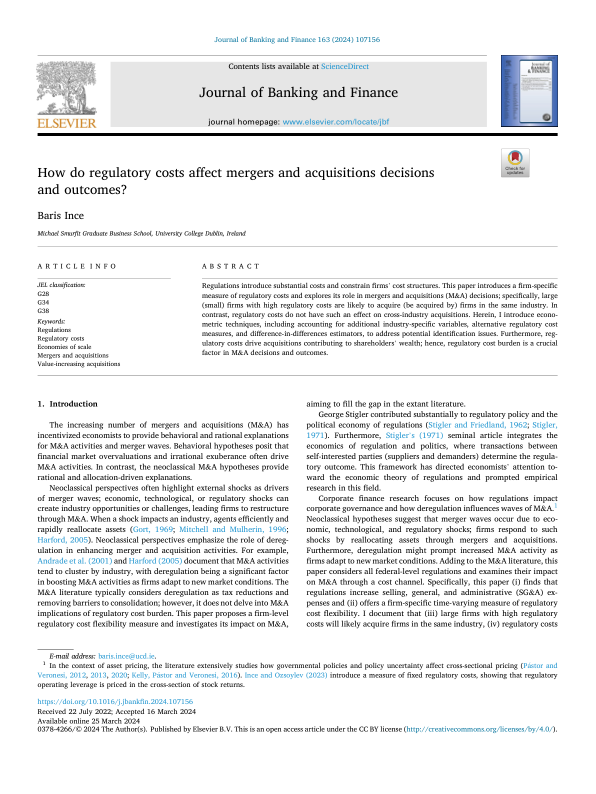 Journal of Banking and Finance 163 (2024) 107156
Contents lists available at ScienceDirect
Journal of Banking and Finance
journal homepage: www.elsevier.com/locate/jbf
ELSEVIER
Journal of
BANKING
& FINANCE
Check for
updates
How do regulatory costs affect mergers and acquisitions decisions
and outcomes?
Baris Ince
Michael Smurfit Graduate Business School, University College Dublin, Ireland
ARTICLE INFO
JEL classification:
G28
G34
G38
Keywords:
Regulations
Regulatory costs
Economies of scale
Mergers and acquisitions
Value-increasing acquisitions
ABSTRACT
Regulations introduce substantial costs and constrain firms' cost structures. This paper introduces a firm-specific
measure of regulatory costs and explores its role in mergers and acquisitions (M&A) decisions; specifically, large
(small) firms with high regulatory costs are likely to acquire (be acquired by) firms in the same industry. In
contrast, regulatory costs do not have such an effect on cross-industry acquisitions. Herein, I introduce econo-
metric techniques, including accounting for additional industry-specific variables, alternative regulatory cost
measures, and difference-in-differences estimators, to address potential identification issues. Furthermore, reg-
ulatory costs drive acquisitions contributing to shareholders' wealth; hence, regulatory cost burden is a crucial
factor in M&A decisions and outcomes.
1. Introduction
The increasing number of mergers and acquisitions (M&A) has
incentivized economists to provide behavioral and rational explanations
for M&A activities and merger waves. Behavioral hypotheses posit that
financial market overvaluations and irrational exuberance often drive
M&A activities. In contrast, the neoclassical M&A hypotheses provide
rational and allocation-driven explanations.
Neoclassical perspectives often highlight external shocks as drivers
of merger waves; economic, technological, or regulatory shocks can
create industry opportunities or challenges, leading firms to restructure
through M&A. When a shock impacts an industry, agents efficiently and
rapidly reallocate assets (Gort, 1969; Mitchell and Mulherin, 1996;
Harford, 2005). Neoclassical perspectives emphasize the role of dereg-
ulation in enhancing merger and acquisition activities. For example,
Andrade et al. (2001) and Harford (2005) document that M&A activities
tend to cluster by industry, with deregulation being a significant factor
in boosting M&A activities as firms adapt to new market conditions. The
M&A literature typically considers deregulation as tax reductions and
removing barriers to consolidation; however, it does not delve into M&A
implications of regulatory cost burden. This paper proposes a firm-level
regulatory cost flexibility measure and investigates its impact on M&A,
aiming to fill the gap in the extant literature.
George Stigler contributed substantially to regulatory policy and the
political economy of regulations (Stigler and Friedland, 1962; Stigler,
1971). Furthermore, Stigler's (1971) seminal article integrates the
economics of regulation and politics, where transactions between
self-interested parties (suppliers and demanders) determine the regula-
tory outcome. This framework has directed economists' attention to-
ward the economic theory of regulations and prompted empirical
research in this field.
Corporate finance research focuses on how regulations impact
corporate governance and how deregulation influences waves of M&A.1
Neoclassical hypotheses suggest that merger waves occur due to eco-
nomic, technological, and regulatory shocks; firms respond to such
shocks by reallocating assets through mergers and acquisitions.
Furthermore, deregulation might prompt increased M&A activity as
firms adapt to new market conditions. Adding to the M&A literature, this
paper considers all federal-level regulations and examines their impact
on M&A through a cost channel. Specifically, this paper (i) finds that
regulations increase selling, general, and administrative (SG&A) ex-
penses and (ii) offers a firm-specific time-varying measure of regulatory
cost flexibility. I document that (iii) large firms with high regulatory
costs will likely acquire firms in the same industry, (iv) regulatory costs
E-mail address: baris.ince@ucd.ie.
1 In the context of asset pricing, the literature extensively studies how governmental policies and policy uncertainty affect cross-sectional pricing (Pástor and
Veronesi, 2012, 2013, 2020; Kelly, Pástor and Veronesi, 2016). Ince and Ozsoylev (2023) introduce a measure of fixed regulatory costs, showing that regulatory
operating leverage is priced in the cross-section of stock returns.
https://doi.org/10.1016/j.jbankfin.2024.107156
Received 22 July 2022; Accepted 16 March 2024
Available online 25 March 2024
0378-4266/© 2024 The Author(s). Published by Elsevier B.V. This is an open access article under the CC BY license (http://creativecommons.org/licenses/by/4.0/).